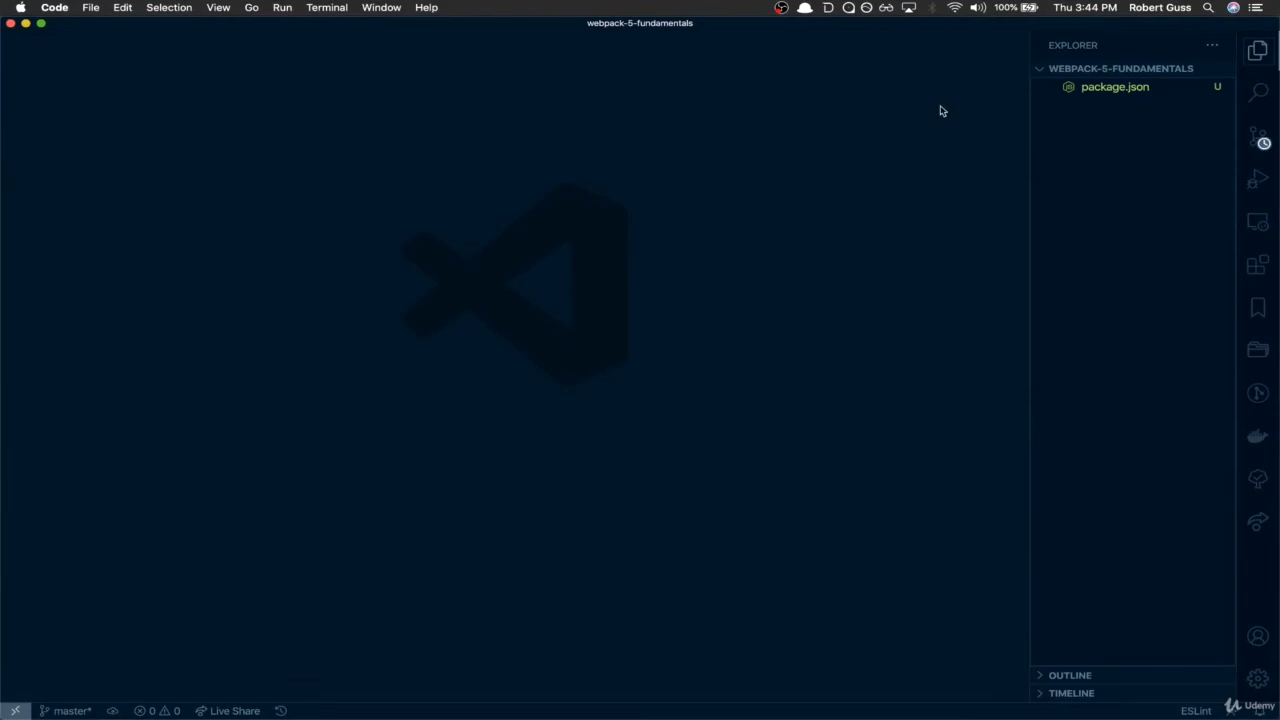 Code File Edit Selection View Go Run Terminal Window Help 100% Thu 3:44 PM Robert Guss
webpack-5-fundamentals
EXPLORER
WEBPACK-5-FUNDAMENTALS
JS package.json U
OUTLINE
TIMELINE
master* 0 0 Live Share ESLint
Udemy